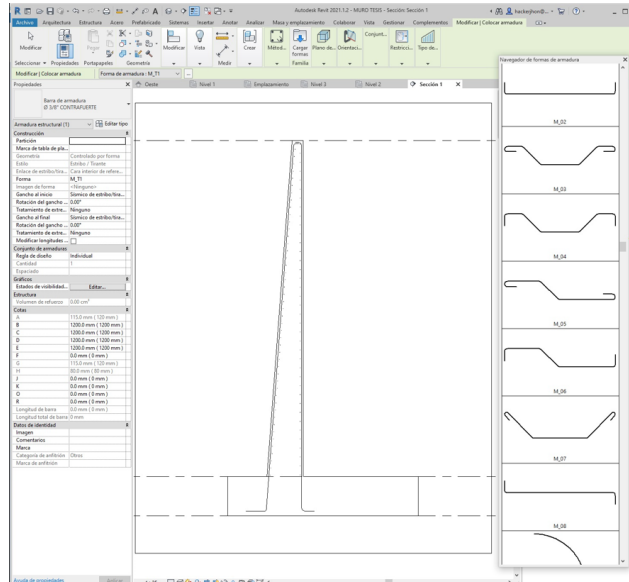 Autodesk Revit 2021.1.2 - MURO TESIS - Sección: Sección 1
hackerjhon@...
Archivo Arquitectura Estructura Acero Prefabricado Sistemas Insertar Anotar Analizar Masa y emplazamiento Colaborar Vista Gestionar Complementos Modificar | Colocar armadura
Modificar Pegar Modificar Vista Crear Métod... Cargar formas Plano de... Orientaci... Conjunt... Restricci... Tipo de...
Seleccionar Propiedades Portapapeles Geometría Medir Familia
Modificar | Colocar armadura Forma de armadura : M_T1
Propiedades X
Oeste Nivel 1 Emplazamiento Nivel 3 Nivel 2 Sección 1 X
Navegador de formas de armadura X
Barra de armadura
Ø 3/8" CONTRAFUERTE
Armadura estructural (1) Editar tipo
Construcción
Partición
Marca de tabla de pla...
Geometría Controlado por forma
Estilo Estribo / Tirante
Enlace de estribo/tira... Cara interior de refere...
Forma M_T1
Imagen de forma <Ninguno>
Gancho al inicio Sísmico de estribo/tira...
Rotación del gancho ... 0.00°
Tratamiento de extre... Ninguno
Gancho al final Sísmico de estribo/tira...
Rotación del gancho ... 0.00°
Tratamiento de extre... Ninguno
Modificar longitudes ...
Conjunto de armaduras
Regla de diseño Individual
Cantidad 1
Espaciado
Gráficos
Estados de visibilidad... Editar...
Estructura
Volumen de refuerzo 0.00 cm³
Cotas
A 115.0 mm ( 120 mm )
B 1200.0 mm ( 1200 mm )
C 1200.0 mm ( 1200 mm )
D 1200.0 mm ( 1200 mm )
E 1200.0 mm ( 1200 mm )
F 0.0 mm ( 0 mm )
G 115.0 mm ( 120 mm )
H 80.0 mm ( 80 mm )
J 0.0 mm ( 0 mm )
K 0.0 mm ( 0 mm )
O 0.0 mm ( 0 mm )
R 0.0 mm ( 0 mm )
Longitud de barra 0.0 mm ( 0 mm )
Longitud total de barra 0 mm
Datos de identidad
Imagen
Comentarios
Marca
Categoría de anfitrión Otros
Marca de anfitrión
Ayuda de propiedades Aplicar
M_02
M_03
M_04
M_05
M_06
M_07
M_08